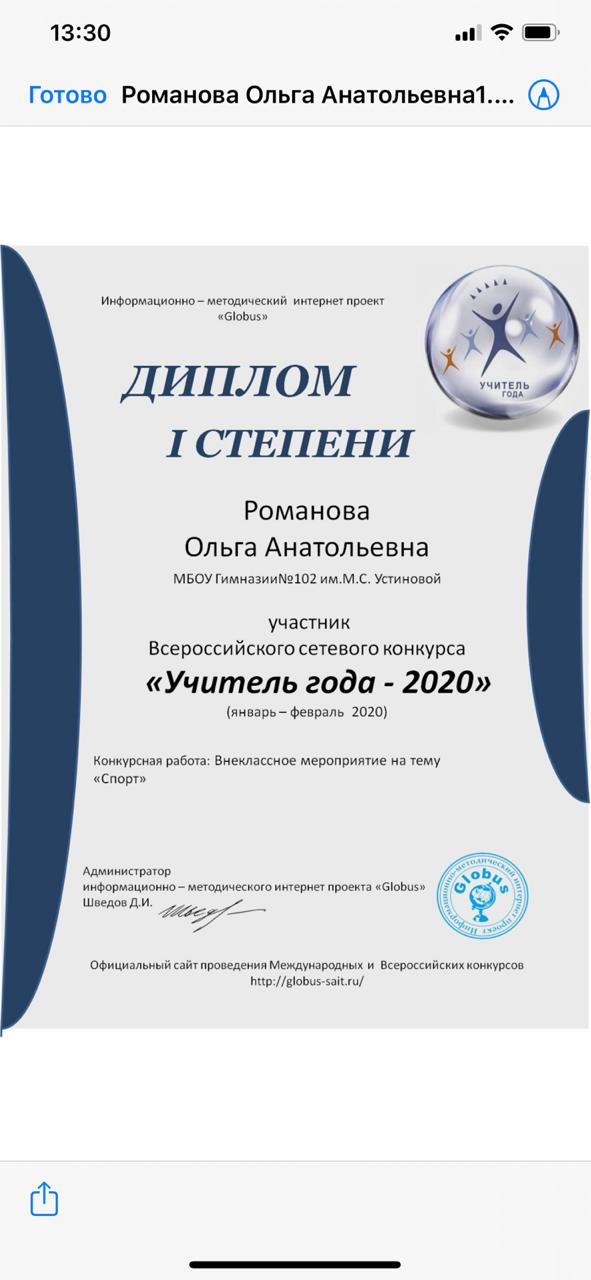 13:30
Готово Романова Ольга Анатольевна1....
Информационно – методический интернет проект
«Globus»
УЧИТЕЛЬ
ГОДА
ДИПЛОМ
I СТЕПЕНИ
Романова
Ольга Анатольевна
МБОУ Гимназии№102 им.М.С. Устиновой
участник
Всероссийского сетевого конкурса
«Учитель года - 2020»
(январь – февраль 2020)
Конкурсная работа: Внеклассное мероприятие на тему
«Спорт»
Администратор
информационно – методического интернет проекта «Globus»
Шведов Д.И.
Globus
Информационно-методический интернет проект
Официальный сайт проведения Международных и Всероссийских конкурсов
http://globus-sait.ru/